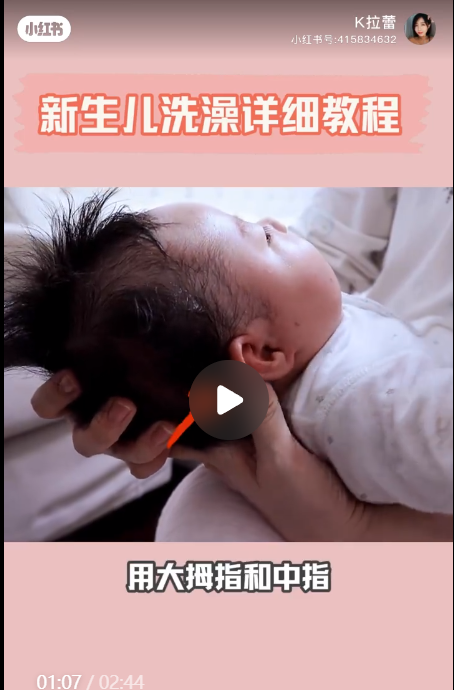 小红书
K拉蕾
小红书号:415834632
新生儿洗澡详细教程
用大拇指和中指
01:07 / 02:44